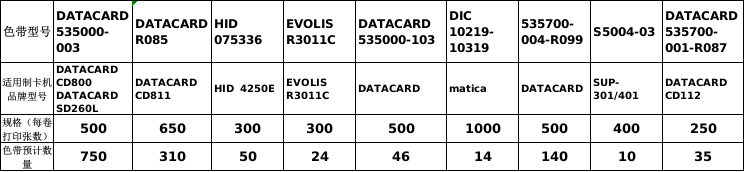 色带型号 DATACARD 535000-003 DATACARD R085 HID 075336 EVOLIS R3011C DATACARD 535000-103 DIC 10219-10319 535700-004-R099 S5004-03 DATACARD 535700-001-R087
适用制卡机品牌型号 DATACARD CD800 DATACARD SD260L DATACARD CD811 HID 4250E EVOLIS R3011C DATACARD matica DATACARD SUP-301/401 DATACARD CD112
规格（每卷打印张数） 500 650 300 300 500 1000 500 400 250
色带预计数量 750 310 50 24 46 14 140 10 35